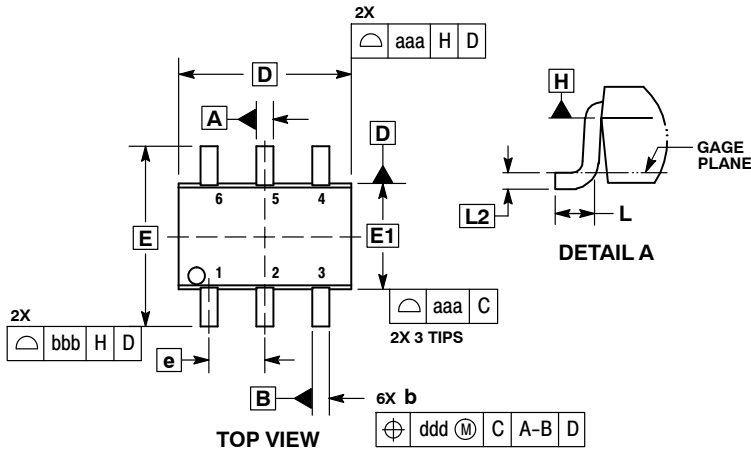 2X
⌓ aaa H D
D
A
D
H
GAGE
PLANE
6 5 4
E
E1
L2
L
DETAIL A
1 2 3
2X
⌓ bbb H D
⌓ aaa C
2X 3 TIPS
e
B
6X b
⌖ ddd Ⓜ C A-B D
TOP VIEW